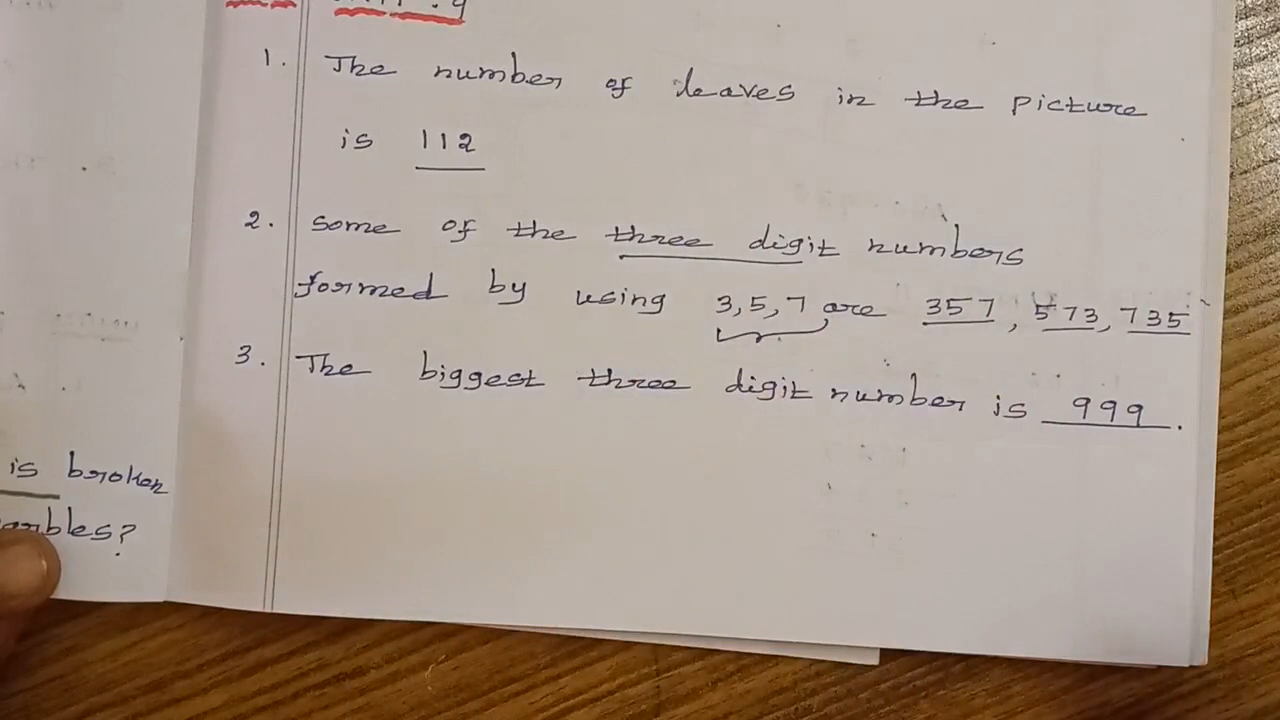 1. The number of leaves in the picture
is 112
2. Some of the three digit numbers
formed by using 3,5,7 are 357, 573, 735
3. The biggest three digit number is 999.
is broken